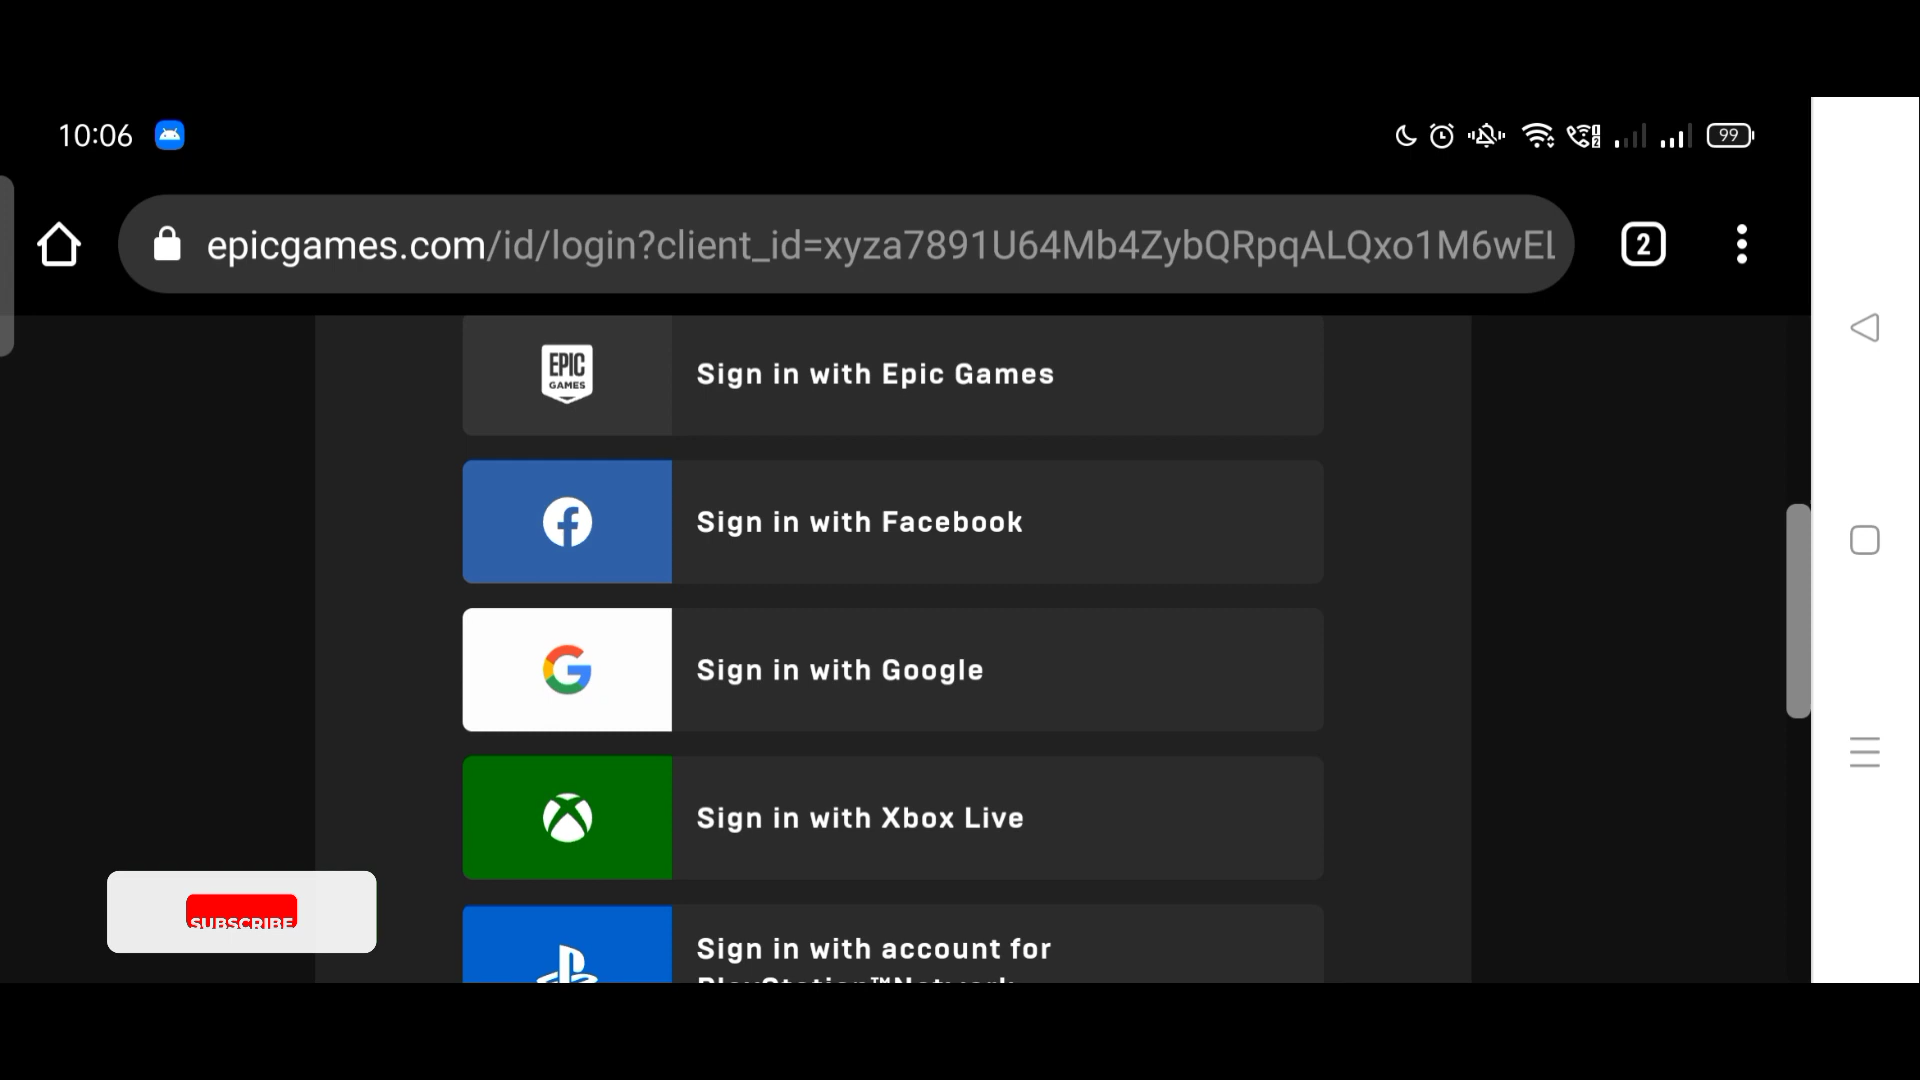 10:06
99
epicgames.com/id/login?client_id=xyza7891U64Mb4ZybQRpqALQxo1M6wEL
2
EPIC
GAMES
Sign in with Epic Games
Sign in with Facebook
Sign in with Google
Sign in with Xbox Live
SUBSCRIBE
Sign in with account for
PlayStation™Network